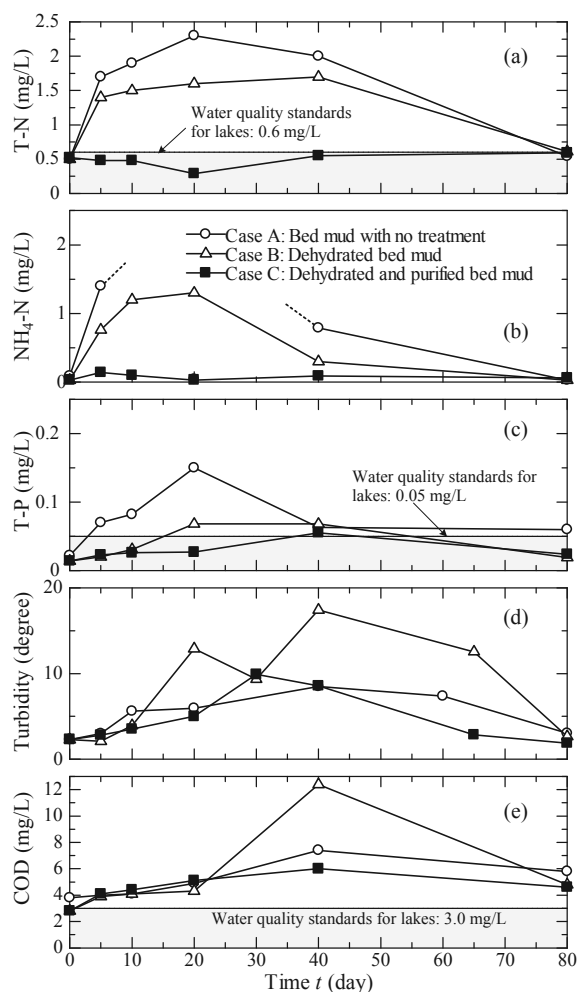 2.5
2
1.5
1
0.5
0
T-N (mg/L)
(a)
Water quality standards
for lakes: 0.6 mg/L
2
1
0
NH4-N (mg/L)
Case A: Bed mud with no treatment
Case B: Dehydrated bed mud
Case C: Dehydrated and purified bed mud
(b)
0.2
0.1
0
T-P (mg/L)
(c)
Water quality standards for
lakes: 0.05 mg/L
20
10
0
Turbidity (degree)
(d)
12
10
8
6
4
2
0
COD (mg/L)
(e)
Water quality standards for lakes: 3.0 mg/L
0 10 20 30 40 50 60 70 80
Time t (day)